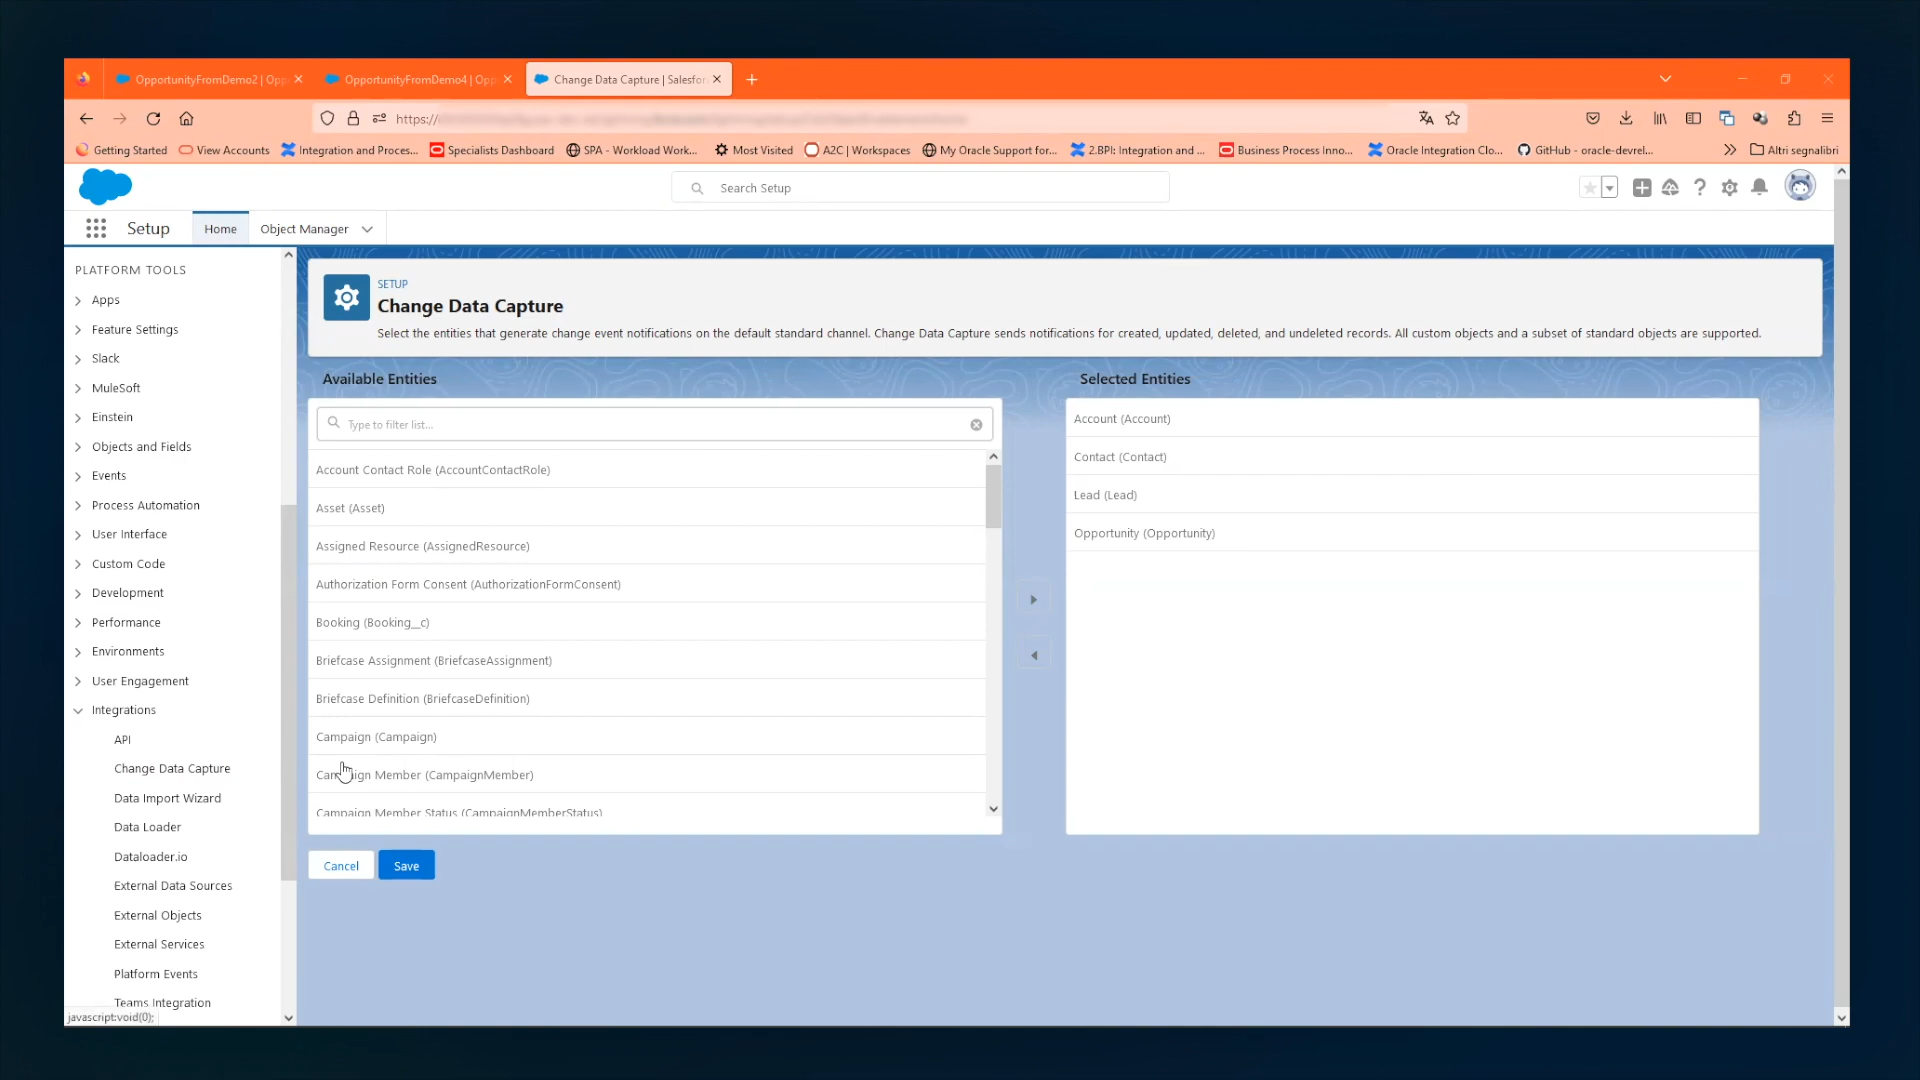 OpportunityFromDemo2 | Opp
OpportunityFromDemo4 | Opp
Change Data Capture | Salesfor
https://
Getting Started
View Accounts
Integration and Proces...
Specialists Dashboard
SPA - Workload Work...
Most Visited
A2C | Workspaces
My Oracle Support for...
2.BPI: Integration and ...
Business Process Inno...
Oracle Integration Clo...
GitHub - oracle-devrel...
Altri segnalibri
Search Setup
Setup
Home
Object Manager
PLATFORM TOOLS
Apps
Feature Settings
Slack
MuleSoft
Einstein
Objects and Fields
Events
Process Automation
User Interface
Custom Code
Development
Performance
Environments
User Engagement
Integrations
API
Change Data Capture
Data Import Wizard
Data Loader
Dataloader.io
External Data Sources
External Objects
External Services
Platform Events
Teams Integration
javascript:void(0);
SETUP
Change Data Capture
Select the entities that generate change event notifications on the default standard channel. Change Data Capture sends notifications for created, updated, deleted, and undeleted records. All custom objects and a subset of standard objects are supported.
Available Entities
Type to filter list...
Account Contact Role (AccountContactRole)
Asset (Asset)
Assigned Resource (AssignedResource)
Authorization Form Consent (AuthorizationFormConsent)
Booking (Booking__c)
Briefcase Assignment (BriefcaseAssignment)
Briefcase Definition (BriefcaseDefinition)
Campaign (Campaign)
Campaign Member (CampaignMember)
Campaign Member Status (CampaignMemberStatus)
Selected Entities
Account (Account)
Contact (Contact)
Lead (Lead)
Opportunity (Opportunity)
Cancel
Save